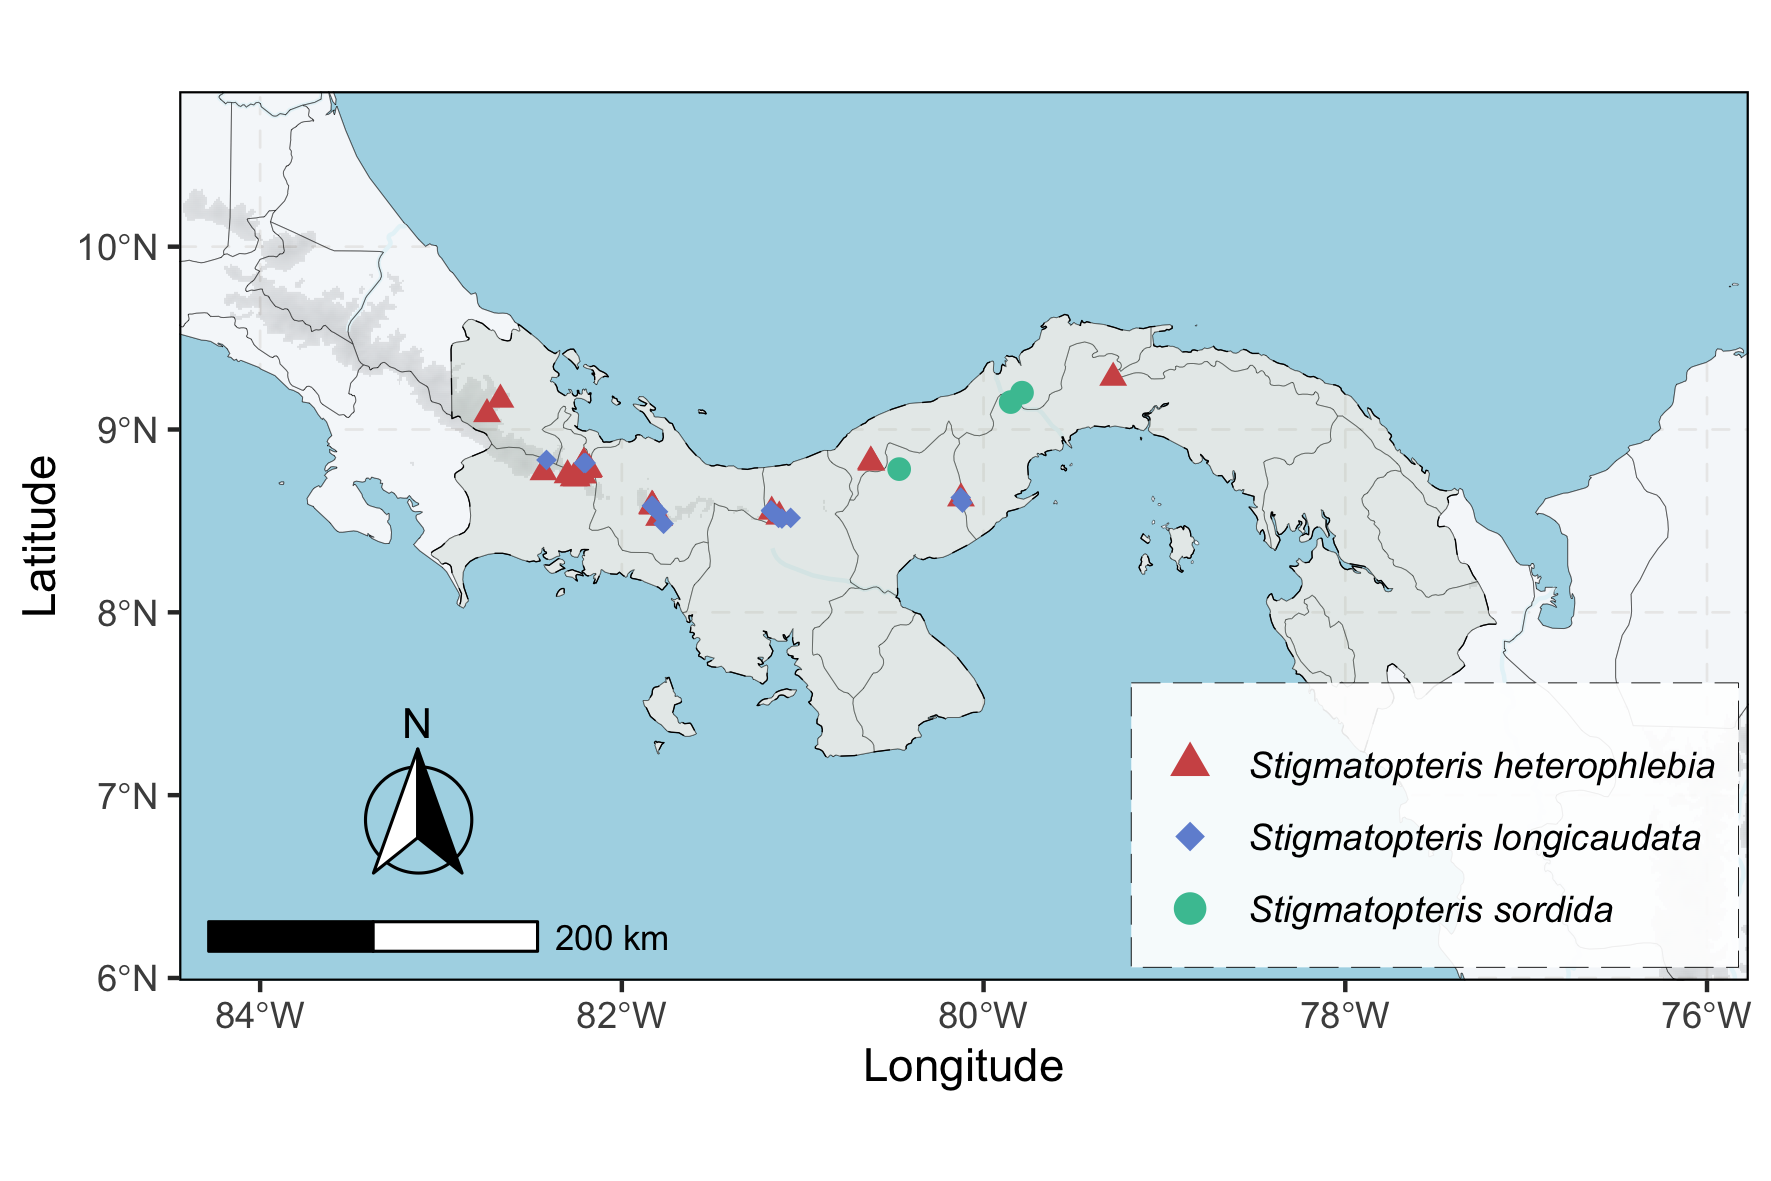 10°N
9°N
8°N
7°N
6°N
Latitude
N
200 km
Stigmatopteris heterophlebia
Stigmatopteris longicaudata
Stigmatopteris sordida
84°W 82°W 80°W 78°W 76°W
Longitude